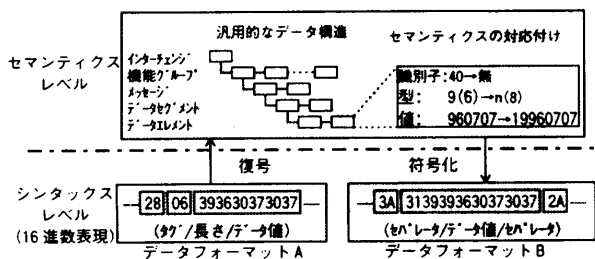 汎用的なデータ構造
セマンティクスの対応付け
セマンティクス
レベル
インターチェンジ
機能グループ
メッセージ
データセグメント
データエレメント
識別子:40→無
型: 9(6)→n(8)
値: 960707→19960707
復号
符号化
シンタックス
レベル
(16進数表現)
28 06 393630373037
(タグ/長さ/データ値)
データフォーマットA
3A 3139393630373037 2A
(セパレータ/データ値/セパレータ)
データフォーマットB